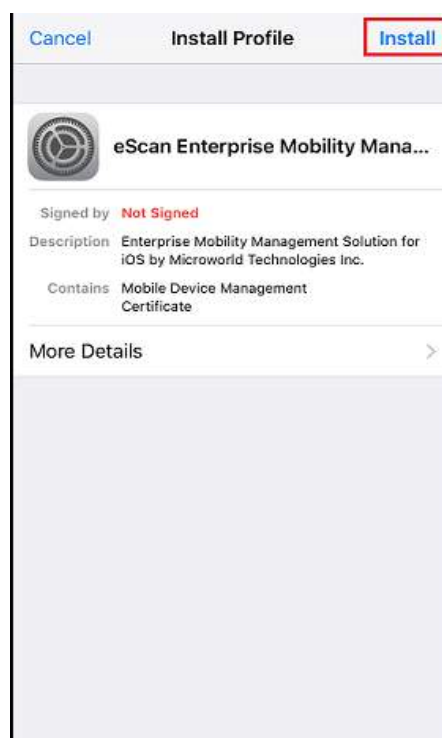 Cancel Install Profile Install
eScan Enterprise Mobility Mana...
Signed by Not Signed
Description Enterprise Mobility Management Solution for
iOS by Microworld Technologies Inc.
Contains Mobile Device Management
Certificate
More Details